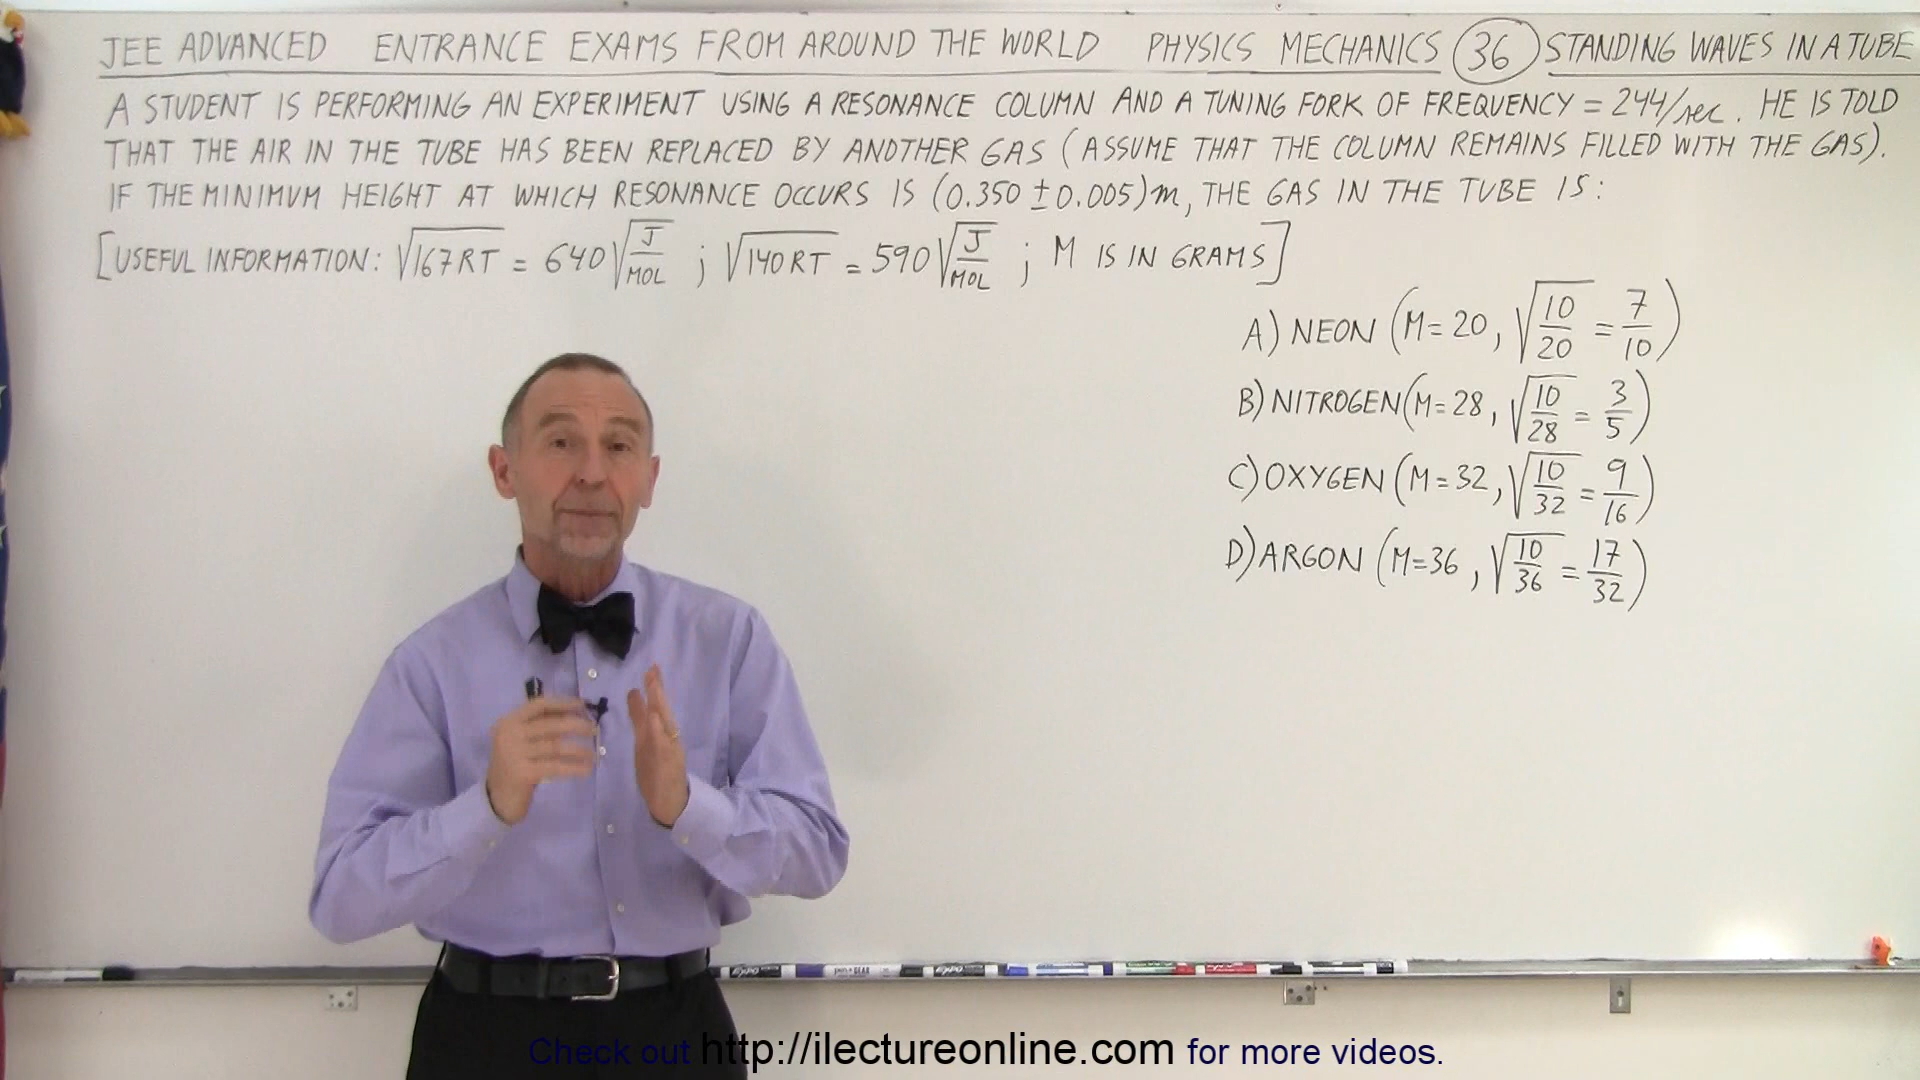 JEE ADVANCED ENTRANCE EXAMS FROM AROUND THE WORLD PHYSICS MECHANICS 36 STANDING WAVES IN A TUBE
A STUDENT IS PERFORMING AN EXPERIMENT USING A RESONANCE COLUMN AND A TUNING FORK OF FREQUENCY = 244/sec. HE IS TOLD
THAT THE AIR IN THE TUBE HAS BEEN REPLACED BY ANOTHER GAS (ASSUME THAT THE COLUMN REMAINS FILLED WITH THE GAS).
IF THE MINIMUM HEIGHT AT WHICH RESONANCE OCCURS IS (0.350 ± 0.005)m, THE GAS IN THE TUBE IS:
[USEFUL INFORMATION: √167RT = 640√J/MOL ; √140RT = 590√J/MOL ; M IS IN GRAMS]
A) NEON (M=20, √10/20 = 7/10)
B) NITROGEN (M=28, √10/28 = 3/5)
C) OXYGEN (M=32, √10/32 = 9/16)
D) ARGON (M=36, √10/36 = 17/32)
Check out http://ilectureonline.com for more videos.